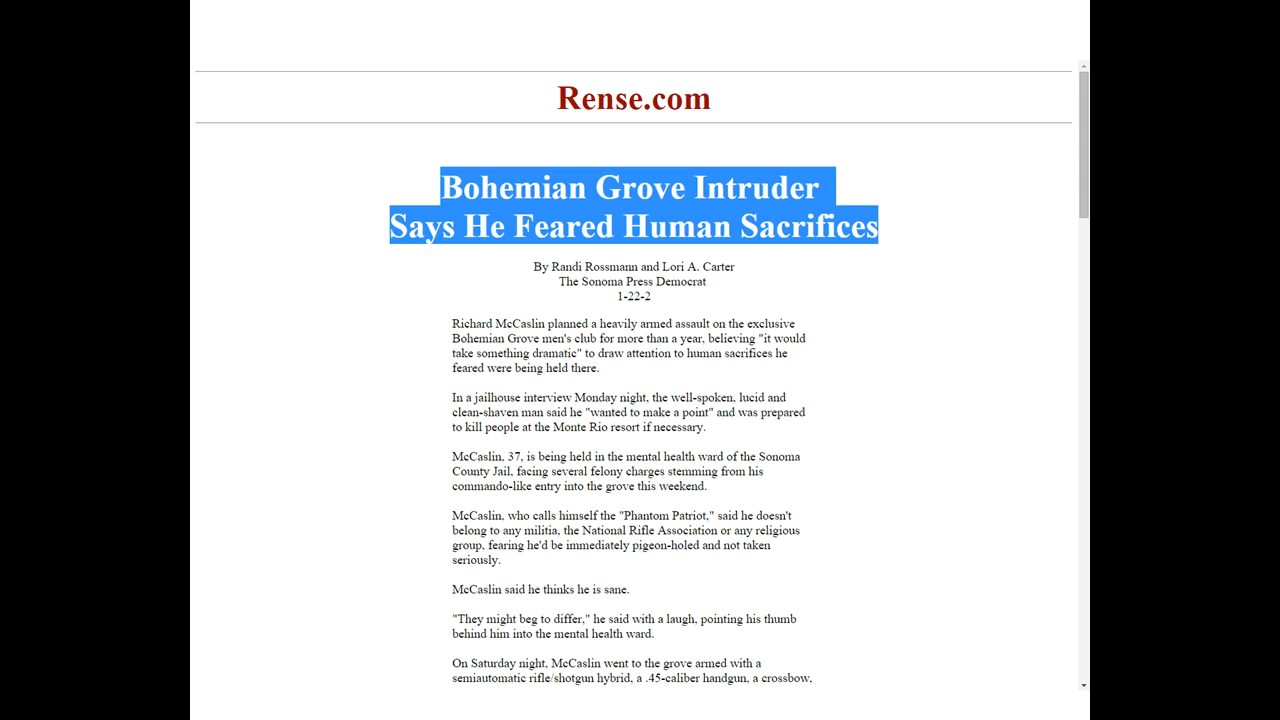 Rense.com
Bohemian Grove Intruder
Says He Feared Human Sacrifices
By Randi Rossmann and Lori A. Carter
The Sonoma Press Democrat
1-22-2
Richard McCaslin planned a heavily armed assault on the exclusive
Bohemian Grove men's club for more than a year, believing "it would
take something dramatic" to draw attention to human sacrifices he
feared were being held there.
In a jailhouse interview Monday night, the well-spoken, lucid and
clean-shaven man said he "wanted to make a point" and was prepared
to kill people at the Monte Rio resort if necessary.
McCaslin, 37, is being held in the mental health ward of the Sonoma
County Jail, facing several felony charges stemming from his
commando-like entry into the grove this weekend.
McCaslin, who calls himself the "Phantom Patriot," said he doesn't
belong to any militia, the National Rifle Association or any religious
group, fearing he'd be immediately pigeon-holed and not taken
seriously.
McCaslin said he thinks he is sane.
"They might beg to differ," he said with a laugh, pointing his thumb
behind him into the mental health ward.
On Saturday night, McCaslin went to the grove armed with a
semiautomatic rifle/shotgun hybrid, a .45-caliber handgun, a crossbow,